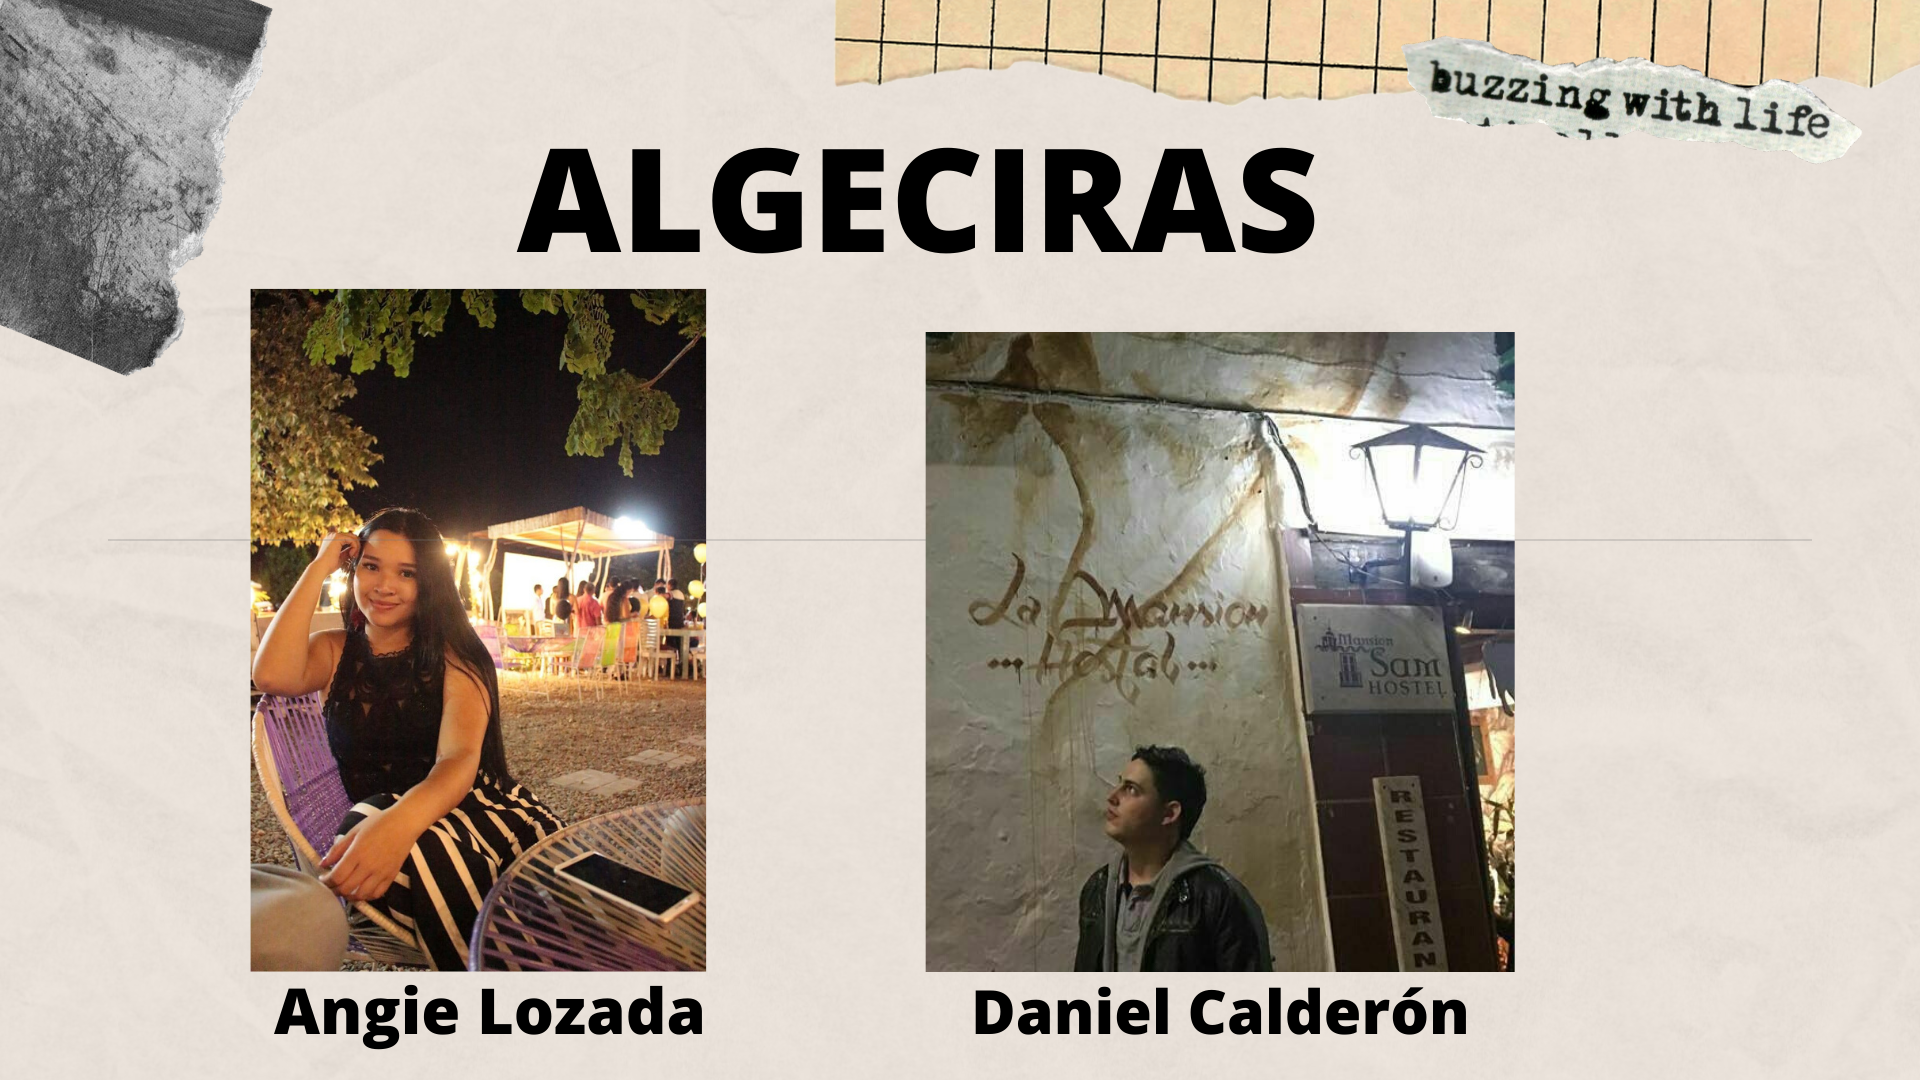 buzzing with life
ALGECIRAS
La Mansion
...Hostal...
Mansion
Sam
HOSTEL
RESTAURAN
Angie Lozada
Daniel Calderón